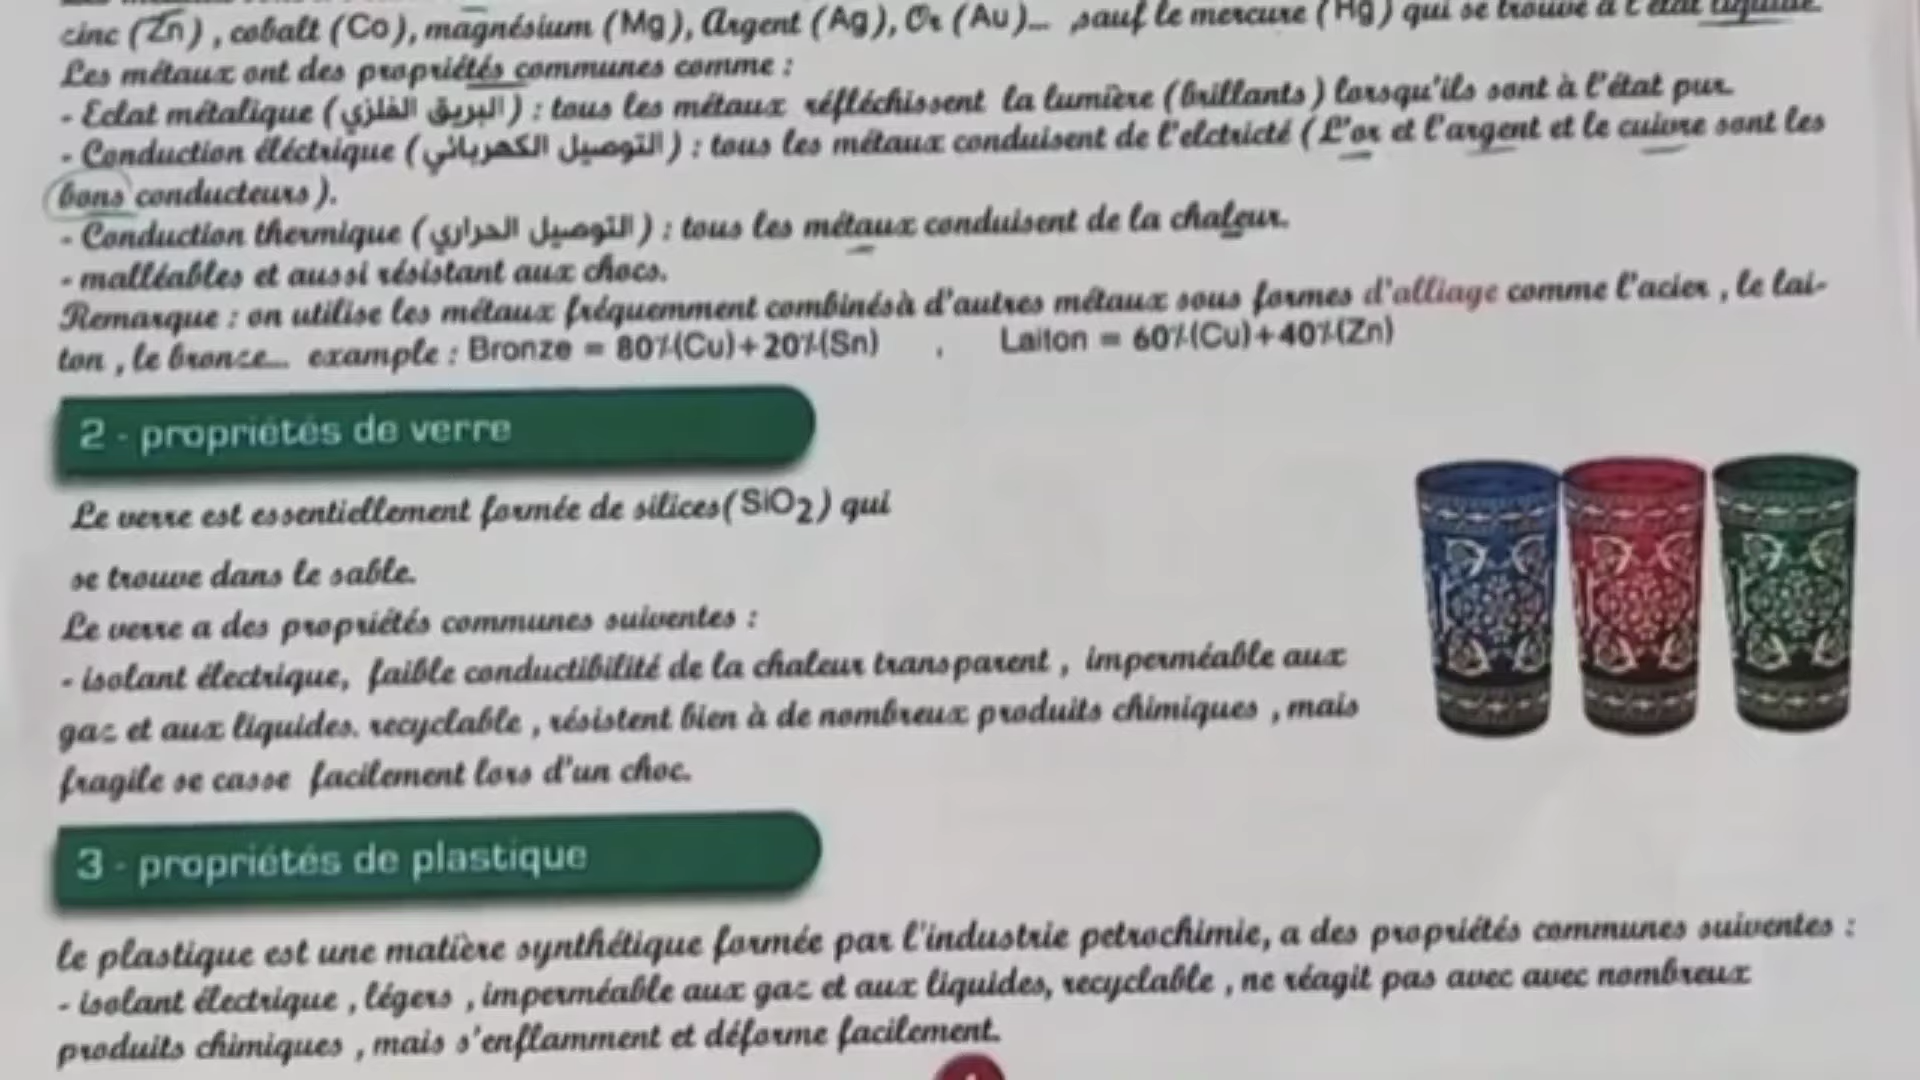 cinc (Zn) , cobalt (Co), magnésium (Mg), Argent (Ag), Or (Au)... ,sauf le mercure (Hg) qui se trouve à l'état liquide.
Les métaux ont des propriétés communes comme :
- Eclat métalique (البريق الفلزي) : tous les métaux réfléchissent la lumière (brillants) lorsqu'ils sont à l'état pur.
- Conduction éléctrique (التوصيل الكهربائي) : tous les métaux conduisent de l'elctricté (L'or et l'argent et le cuivre sont les
bons conducteurs ).
- Conduction thermique (التوصيل الحراري) : tous les métaux conduisent de la chaleur.
- malléables et aussi résistant aux chocs.
Remarque : on utilise les métaux fréquemment combinésà d'autres métaux sous formes d'alliage comme l'acier , le lai-
ton , le bronze... example : Bronze = 80%(Cu)+20%(Sn) , Laiton = 60%(Cu)+40%(Zn)
2 - propriétés de verre
Le verre est essentiellement formée de silices(SiO2) qui
se trouve dans le sable.
Le verre a des propriétés communes suiventes :
- isolant électrique, faible conductibilité de la chaleur transparent , imperméable aux
gaz et aux liquides. recyclable , résistent bien à de nombreux produits chimiques , mais
fragile se casse facilement lors d'un choc.
3 - propriétés de plastique
le plastique est une matière synthétique formée par l'industrie petrochimie, a des propriétés communes suiventes :
- isolant électrique , légers , imperméable aux gaz et aux liquides, recyclable , ne réagit pas avec avec nombreux
produits chimiques , mais s'enflamment et déforme facilement.